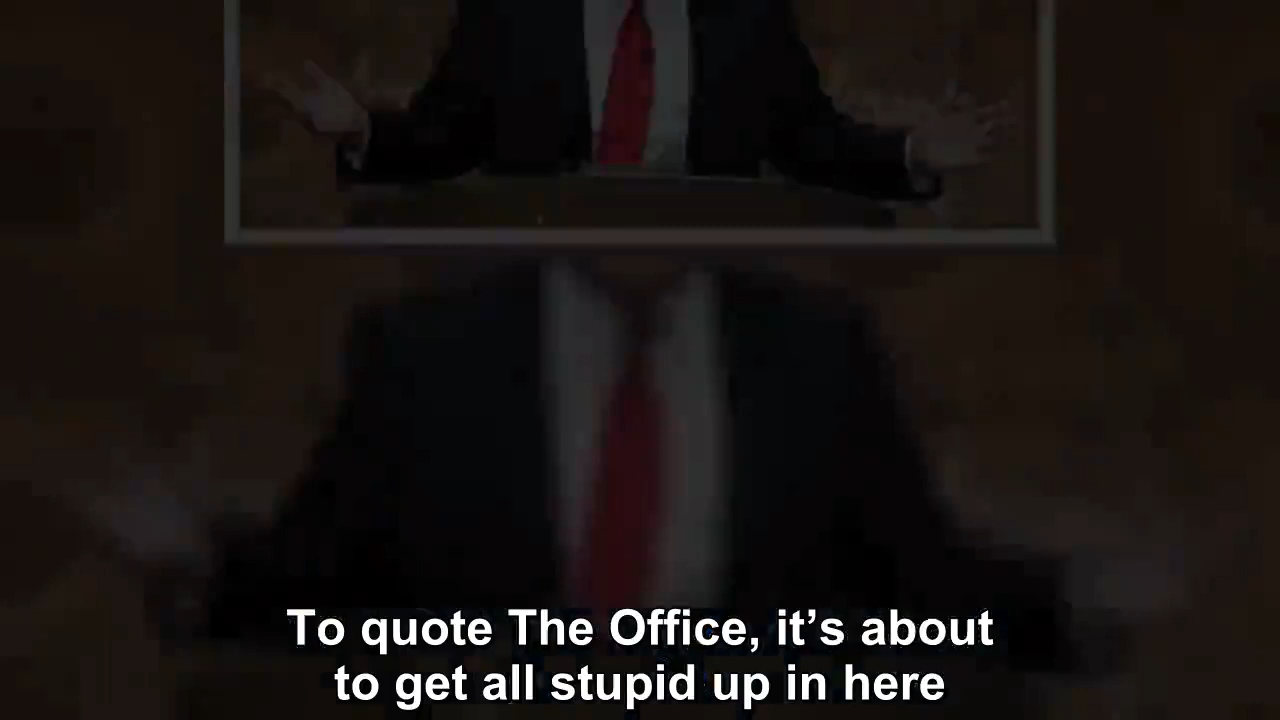 To quote The Office, it’s about
to get all stupid up in here